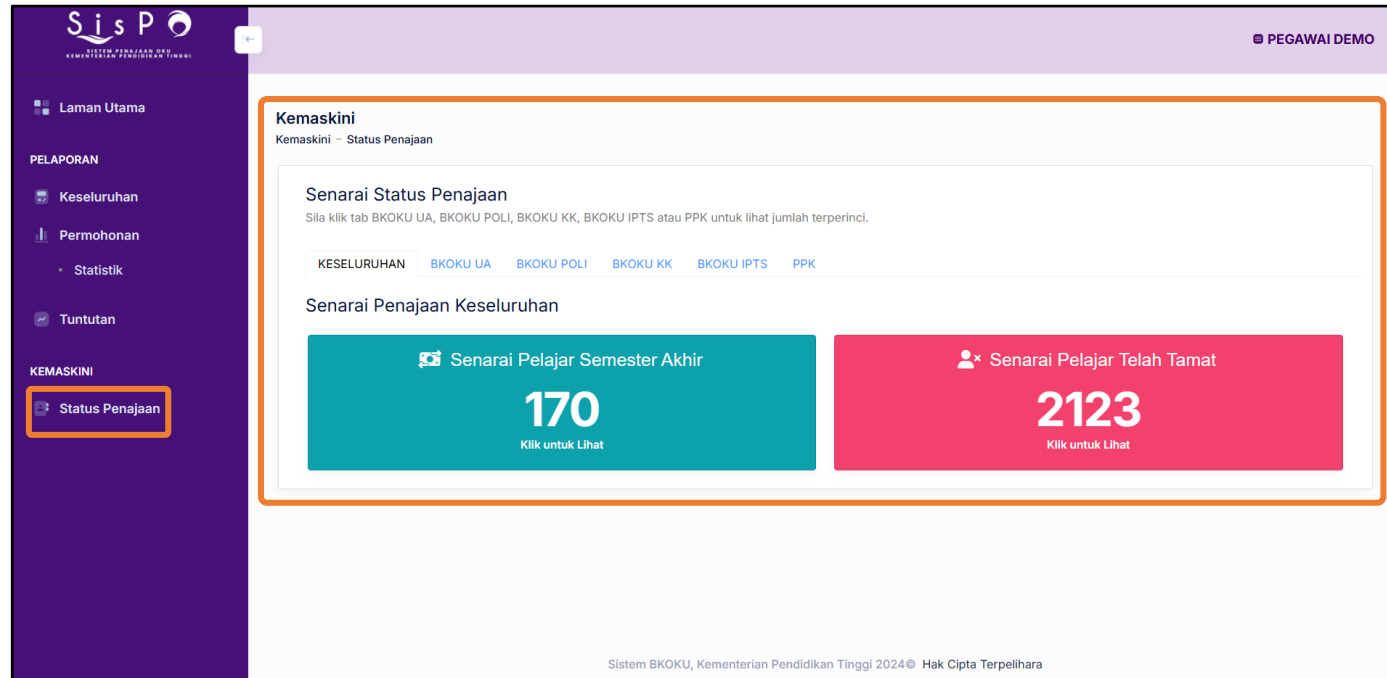 SisPO
SISTEM PENAJAAN OKU
KEMENTERIAN PENDIDIKAN TINGGI
PEGAWAI DEMO
Laman Utama
PELAPORAN
Keseluruhan
Permohonan
• Statistik
Tuntutan
KEMASKINI
Status Penajaan
Kemaskini
Kemaskini - Status Penajaan
Senarai Status Penajaan
Sila klik tab BKOKU UA, BKOKU POLI, BKOKU KK, BKOKU IPTS atau PPK untuk lihat jumlah terperinci.
KESELURUHAN BKOKU UA BKOKU POLI BKOKU KK BKOKU IPTS PPK
Senarai Penajaan Keseluruhan
Senarai Pelajar Semester Akhir
170
Klik untuk Lihat
Senarai Pelajar Telah Tamat
2123
Klik untuk Lihat
Sistem BKOKU, Kementerian Pendidikan Tinggi 2024© Hak Cipta Terpelihara